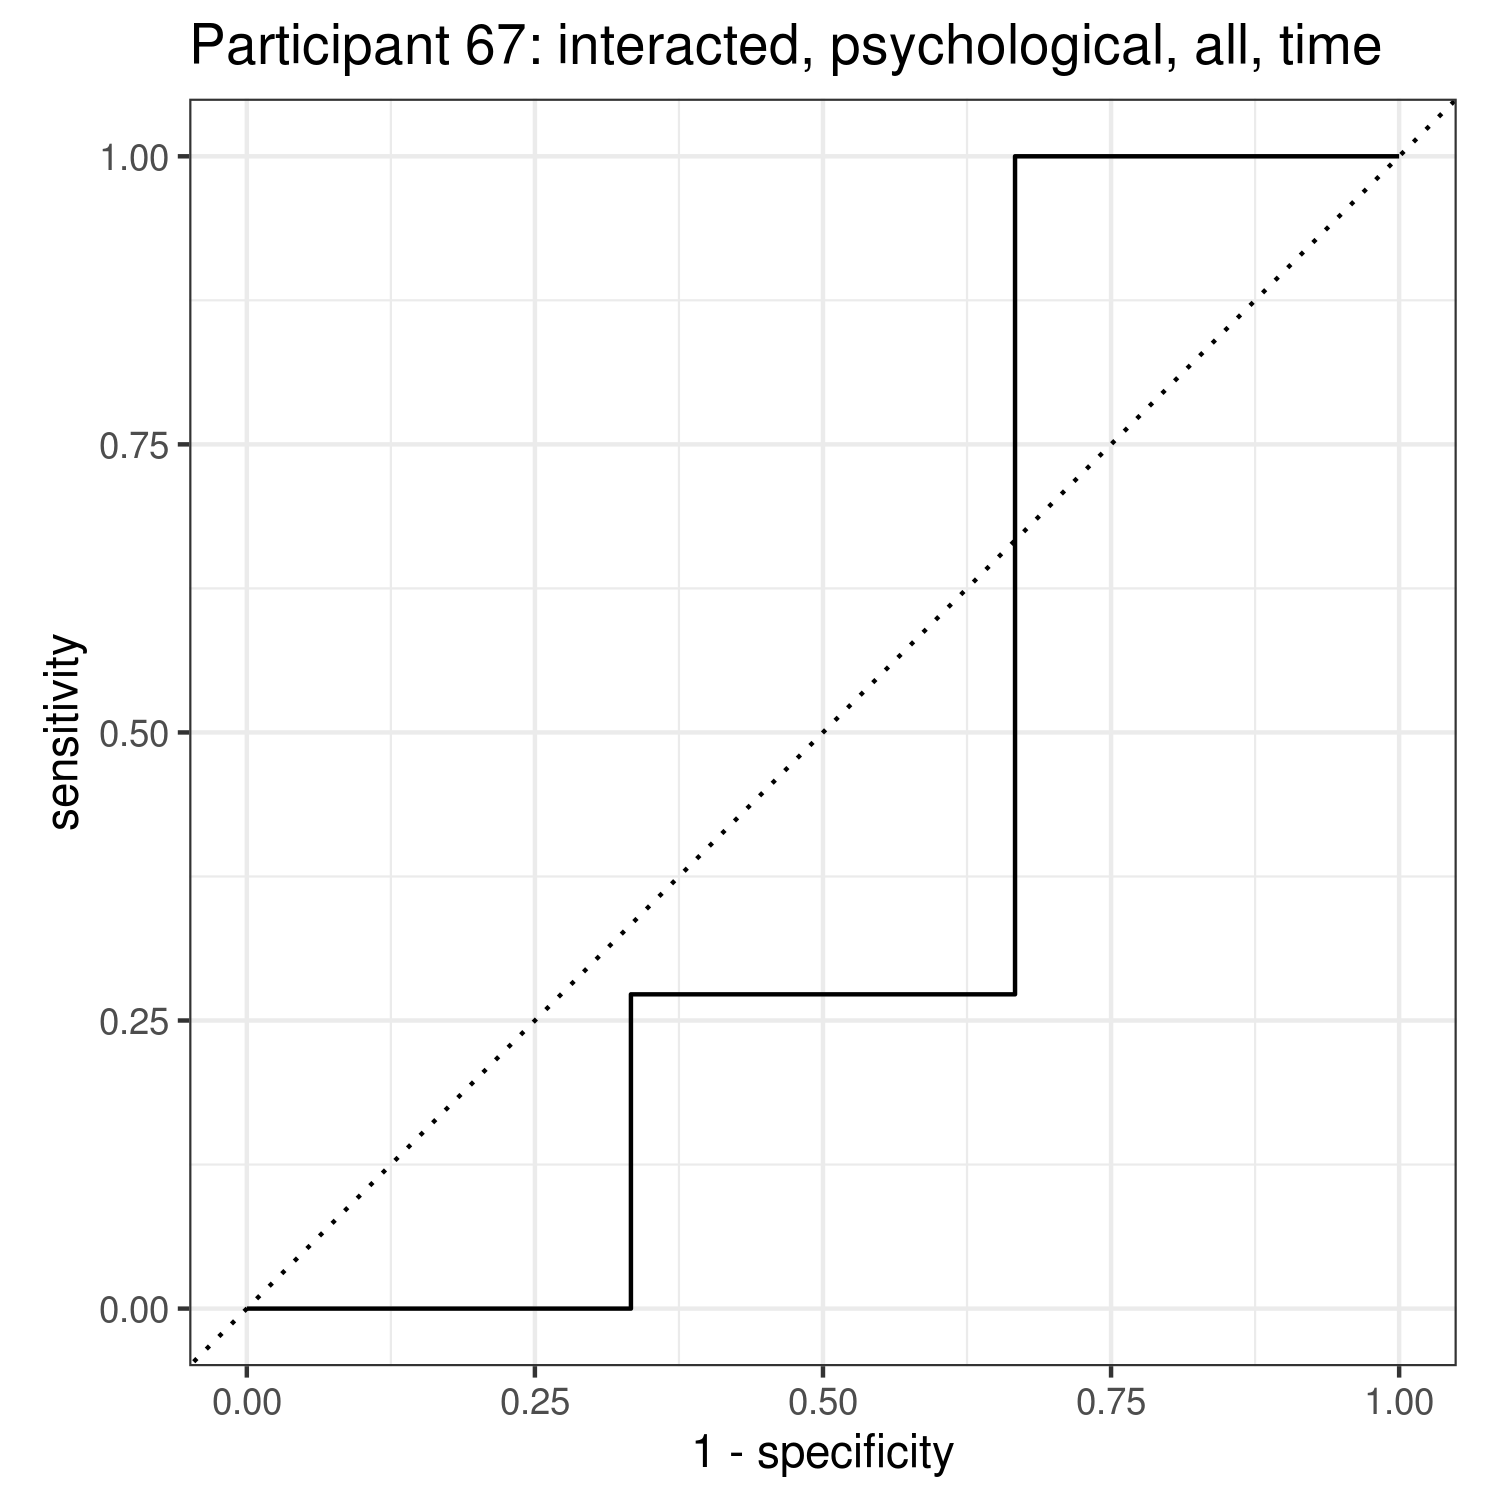 Participant 67: interacted, psychological, all, time
sensitivity
1.00
0.75
0.50
0.25
0.00
0.00 0.25 0.50 0.75 1.00
1 - specificity